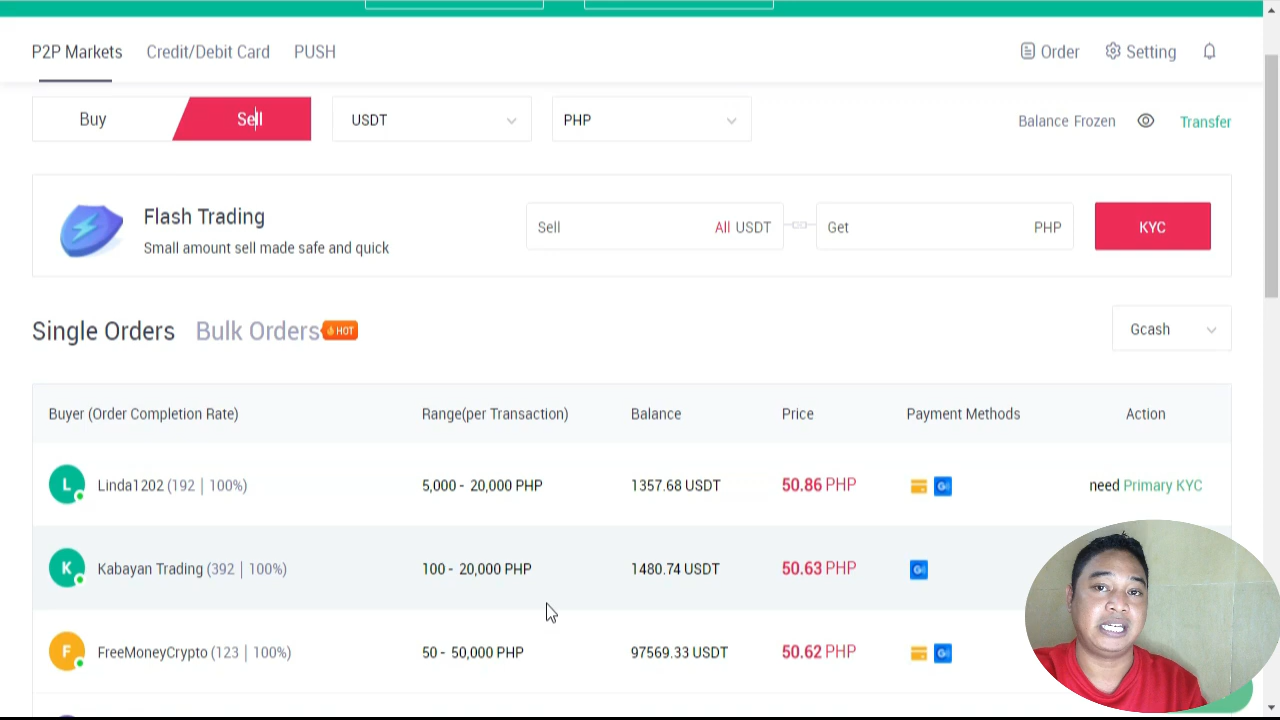 P2P Markets Credit/Debit Card PUSH Order Setting
Buy Sell USDT PHP Balance Frozen Transfer
Flash Trading
Small amount sell made safe and quick
Sell All USDT Get PHP KYC
Single Orders Bulk Orders HOT Gcash
Buyer (Order Completion Rate) Range(per Transaction) Balance Price Payment Methods Action
L Linda1202 (192 | 100%) 5,000 - 20,000 PHP 1357.68 USDT 50.86 PHP need Primary KYC
K Kabayan Trading (392 | 100%) 100 - 20,000 PHP 1480.74 USDT 50.63 PHP
F FreeMoneyCrypto (123 | 100%) 50 - 50,000 PHP 97569.33 USDT 50.62 PHP